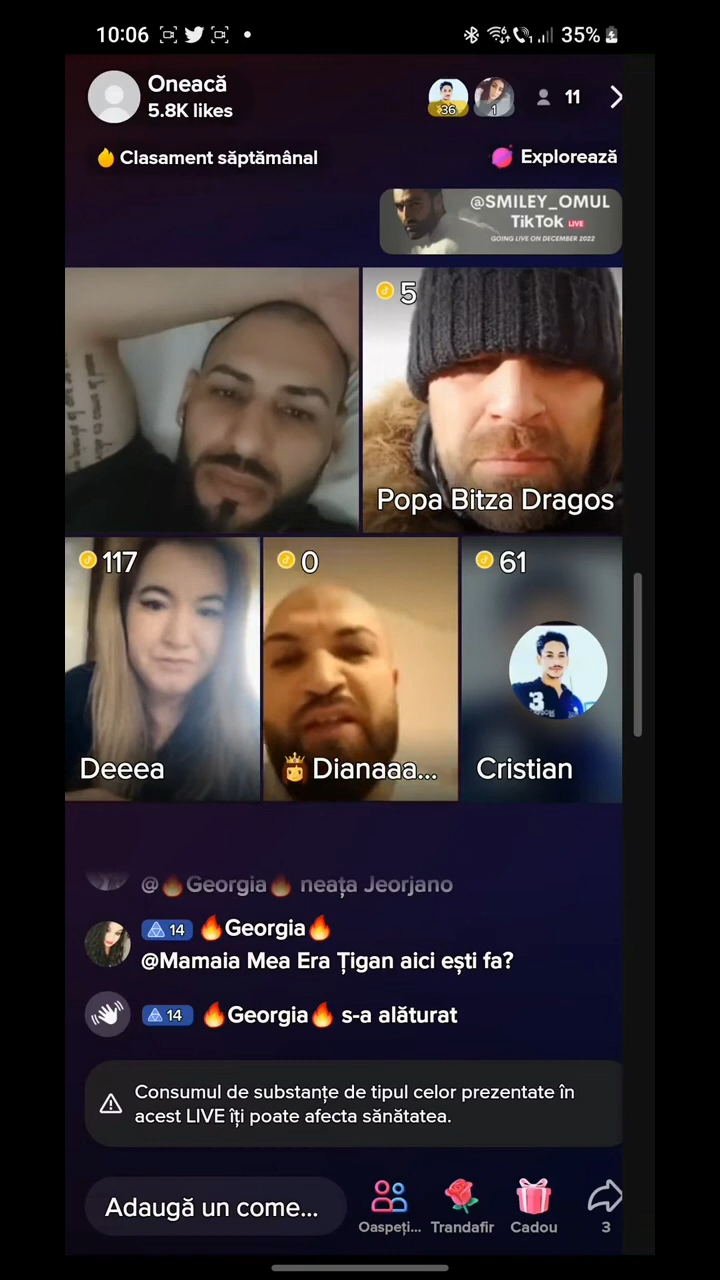 10:06
35%
Oneacă
5.8K likes
36
1
11
Clasament săptămânal
Explorează
@SMILEY_OMUL
TikTok LIVE
GOING LIVE ON DECEMBER 2022
5
Popa Bitza Dragos
117
0
61
3
Deeea
Dianaaa...
Cristian
@🔥Georgia🔥 neața Jeorjano
14 🔥Georgia🔥
@Mamaia Mea Era Țigan aici ești fa?
14 🔥Georgia🔥 s-a alăturat
Consumul de substanțe de tipul celor prezentate în
acest LIVE îți poate afecta sănătatea.
Adaugă un come...
Oaspeți...
Trandafir
Cadou
3